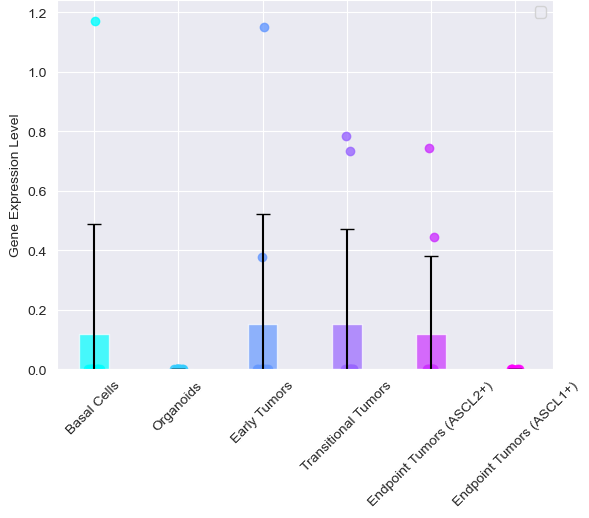 1.2
1.0
0.8
0.6
0.4
0.2
0.0
Gene Expression Level
Basal Cells
Organoids
Early Tumors
Transitional Tumors
Endpoint Tumors (ASCL2+)
Endpoint Tumors (ASCL1+)